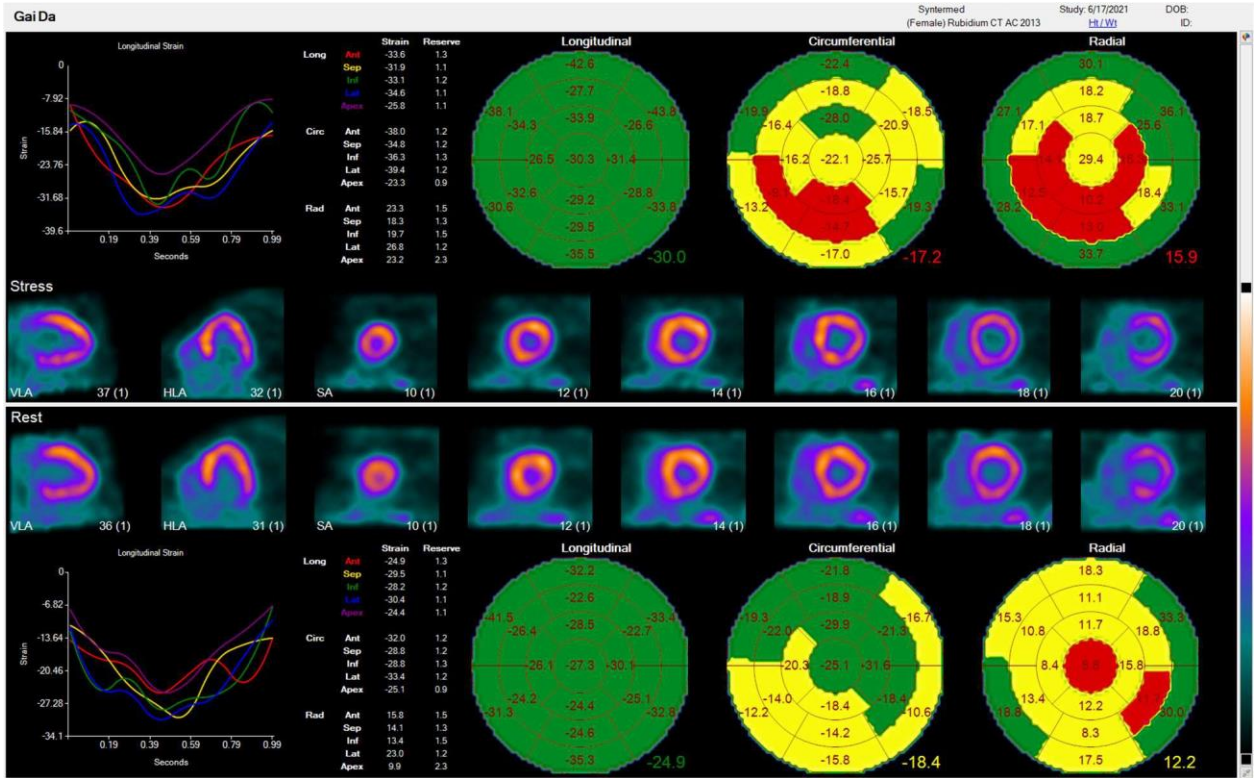 Gai Da
Syntermed
Study: 6/17/2021
DOB:
(Female) Rubidium CT AC 2013
Ht / Wt
ID:
Longitudinal Strain
0
-7.92
-15.84
-23.76
-31.68
-39.6
Strain
0.19 0.39 0.59 0.79 0.99
Seconds
Strain Reserve
Long Ant -33.6 1.3
Sep -31.9 1.1
Inf -33.1 1.2
Lat -34.6 1.1
Apex -25.8 1.1
Circ Ant -38.0 1.2
Sep -34.8 1.2
Inf -36.3 1.3
Lat -39.4 1.2
Apex -23.3 0.9
Rad Ant 23.3 1.5
Sep 18.3 1.3
Inf 19.7 1.5
Lat 26.8 1.2
Apex 23.2 2.3
Longitudinal
-42.6
-27.7
-38.1 -33.9 -43.8
-34.3 -26.6
-26.5 -30.3 -31.4
-32.6 -28.8
-30.6 -29.2 -33.8
-29.5
-35.5
-30.0
Circumferential
-22.4
-18.8
-19.9 -28.0 -18.5
-16.4 -20.9
-16.2 -22.1 -25.7
-15.7
-13.2 -19.3
-17.0
-17.2
Radial
30.1
18.2
27.1 18.7 36.1
17.1 25.6
29.4
18.4
28.2 33.1
33.7
15.9
Stress
VLA 37 (1)
HLA 32 (1)
SA 10 (1)
12 (1)
14 (1)
16 (1)
18 (1)
20 (1)
Rest
VLA 36 (1)
HLA 31 (1)
SA 10 (1)
12 (1)
14 (1)
16 (1)
18 (1)
20 (1)
Longitudinal Strain
0
-6.82
-13.64
-20.46
-27.28
-34.1
Strain
0.19 0.39 0.59 0.79 0.99
Seconds
Strain Reserve
Long Ant -24.9 1.3
Sep -29.5 1.1
Inf -28.2 1.2
Lat -30.4 1.1
Apex -24.4 1.1
Circ Ant -32.0 1.2
Sep -28.8 1.2
Inf -28.8 1.3
Lat -33.4 1.2
Apex -25.1 0.9
Rad Ant 15.8 1.5
Sep 14.1 1.3
Inf 13.4 1.5
Lat 23.0 1.2
Apex 9.9 2.3
Longitudinal
-32.2
-22.6
-41.5 -28.5 -33.4
-26.4 -22.7
-26.1 -27.3 -30.1
-24.2 -25.1
-31.3 -24.4 -32.8
-24.6
-35.3
-24.9
Circumferential
-21.8
-18.9
-19.3 -29.9 -16.7
-22.0 -21.3
-20.3 -25.1 -31.6
-14.0 -18.4
-12.2 -18.4 -10.6
-14.2
-15.8
-18.4
Radial
18.3
11.1
15.3 11.7 33.3
10.8 18.8
8.4 15.8
13.4
18.8 12.2 30.0
8.3
17.5
12.2